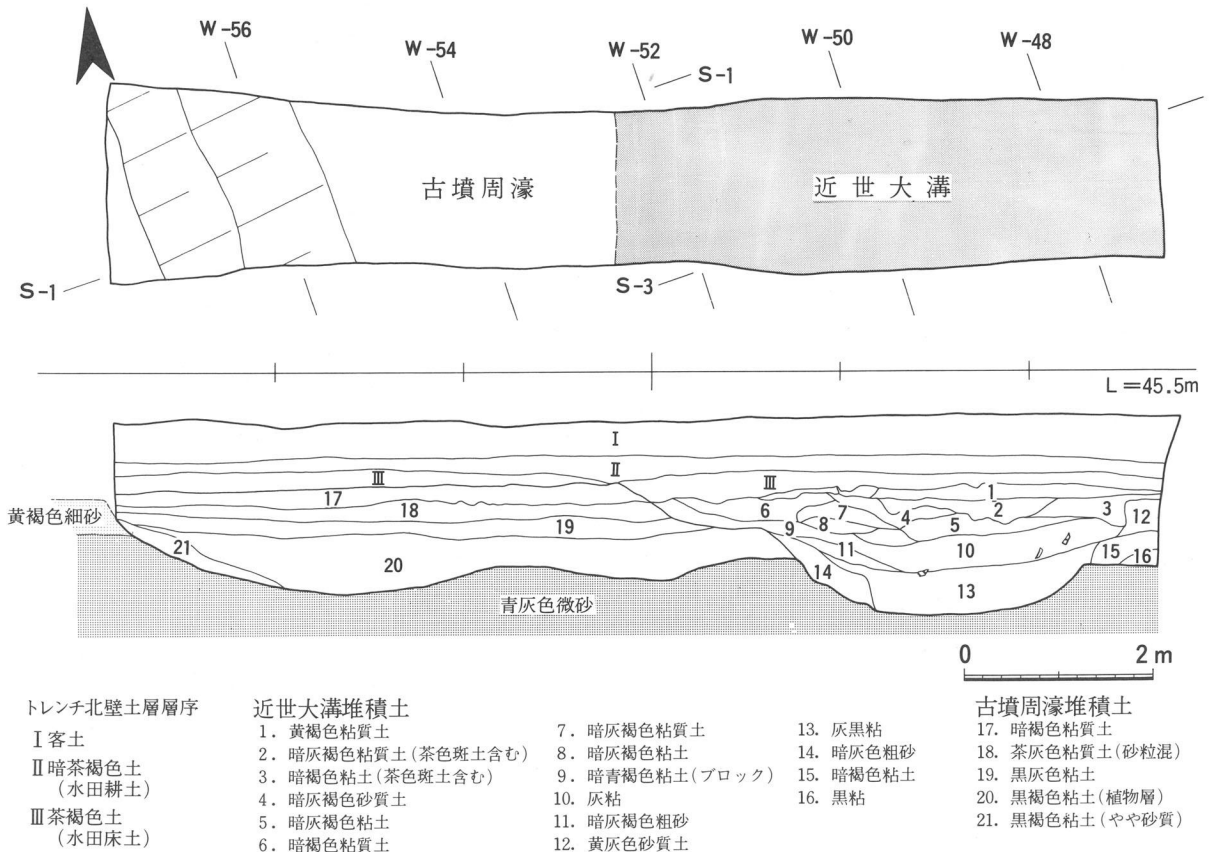 W-56
W-54
W-52
W-50
W-48
S-1
古墳周濠
近世大溝
S-1
S-3
L=45.5m
I
II
III
III
17
18
19
20
21
1
2
3
4
5
6
7
8
9
10
11
12
13
14
15
16
黄褐色細砂
青灰色微砂
0 2m
トレンチ北壁土層層序
I 客土
II 暗茶褐色土
(水田耕土)
III 茶褐色土
(水田床土)
近世大溝堆積土
1. 黄褐色粘質土
2. 暗灰褐色粘質土(茶色斑土含む)
3. 暗褐色粘土(茶色斑土含む)
4. 暗灰褐色砂質土
5. 暗灰褐色粘土
6. 暗褐色粘質土
7. 暗灰褐色粘質土
8. 暗灰褐色粘土
9. 暗青褐色粘土(ブロック)
10. 灰粘
11. 暗灰褐色粗砂
12. 黄灰色砂質土
13. 灰黒粘
14. 暗灰色粗砂
15. 暗褐色粘土
16. 黒粘
古墳周濠堆積土
17. 暗褐色粘質土
18. 茶灰色粘質土(砂粒混)
19. 黒灰色粘土
20. 黒褐色粘土(植物層)
21. 黒褐色粘土(やや砂質)